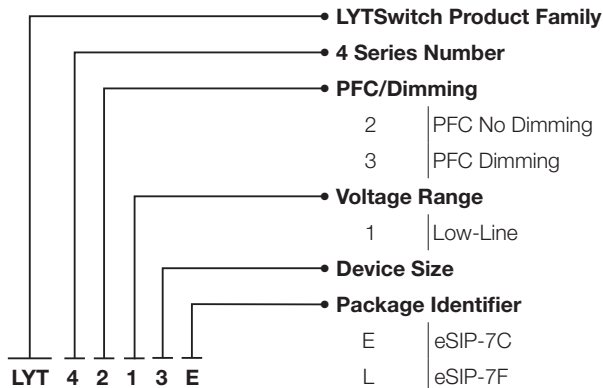 LYTSwitch Product Family
4 Series Number
PFC/Dimming
2 PFC No Dimming
3 PFC Dimming
Voltage Range
1 Low-Line
Device Size
Package Identifier
E eSIP-7C
L eSIP-7F
LYT 4 2 1 3 E